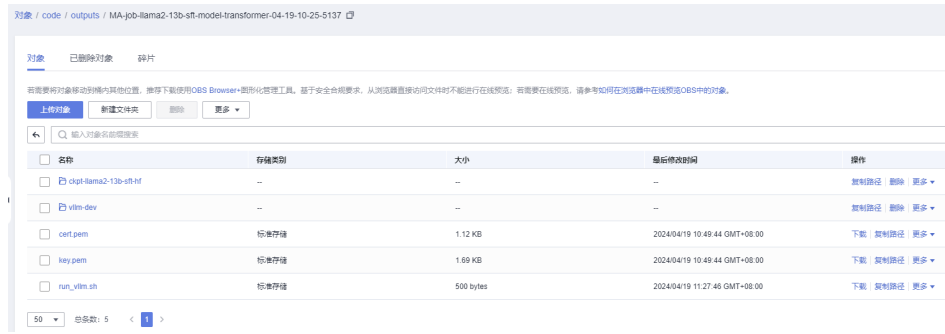 对象 / code / outputs / MA-job-llama2-13b-sft-model-transformer-04-19-10-25-5137
对象 已删除对象 碎片
若需要将对象移动到桶内其他位置，推荐下载使用OBS Browser+图形化管理工具。基于安全合规要求，从浏览器直接访问文件时不能进行在线预览；若需要在线预览，请参考如何在浏览器中在线预览OBS中的对象。
上传对象 新建文件夹 删除 更多
输入对象名前缀搜索
名称 存储类别 大小 最后修改时间 操作
ckpt-llama2-13b-sft-hf -- -- -- 复制路径 删除 更多
vllm-dev -- -- -- 复制路径 删除 更多
cert.pem 标准存储 1.12 KB 2024/04/19 10:49:44 GMT+08:00 下载 复制路径 更多
key.pem 标准存储 1.69 KB 2024/04/19 10:49:44 GMT+08:00 下载 复制路径 更多
run_vllm.sh 标准存储 500 bytes 2024/04/19 11:27:46 GMT+08:00 下载 复制路径 更多
50 总条数：5 < 1 >